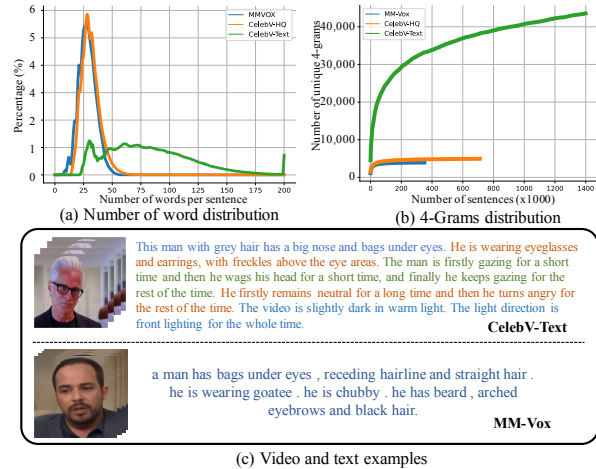 6
5
4
4
2
1
0
Percentage (%)
MMVOX
CelebV-HQ
CelebV-Text
0 25 50 75 100 125 150 175 200
Number of words per sentence
(a) Number of word distribution
40,000
30,000
20,000
10,000
0
Number of unique 4-grams
MM-Vox
CelebV-HQ
CelebV-Text
0 200 400 600 800 1000 1200 1400
Number of sentences (x1000)
(b) 4-Grams distribution
This man with grey hair has a big nose and bags under eyes. He is wearing eyeglasses
and earrings, with freckles above the eye areas. The man is firstly gazing for a short
time and then he wags his head for a short time, and finally he keeps gazing for the
rest of the time. He firstly remains neutral for a long time and then he turns angry for
the rest of time. The video is slightly dark in warm light. The light direction is
front lighting for the whole time.
CelebV-Text
a man has bags under eyes , receding hairline and straight hair .
he is wearing goatee . he is chubby . he has beard , arched
eyebrows and black hair.
MM-Vox
(c) Video and text examples